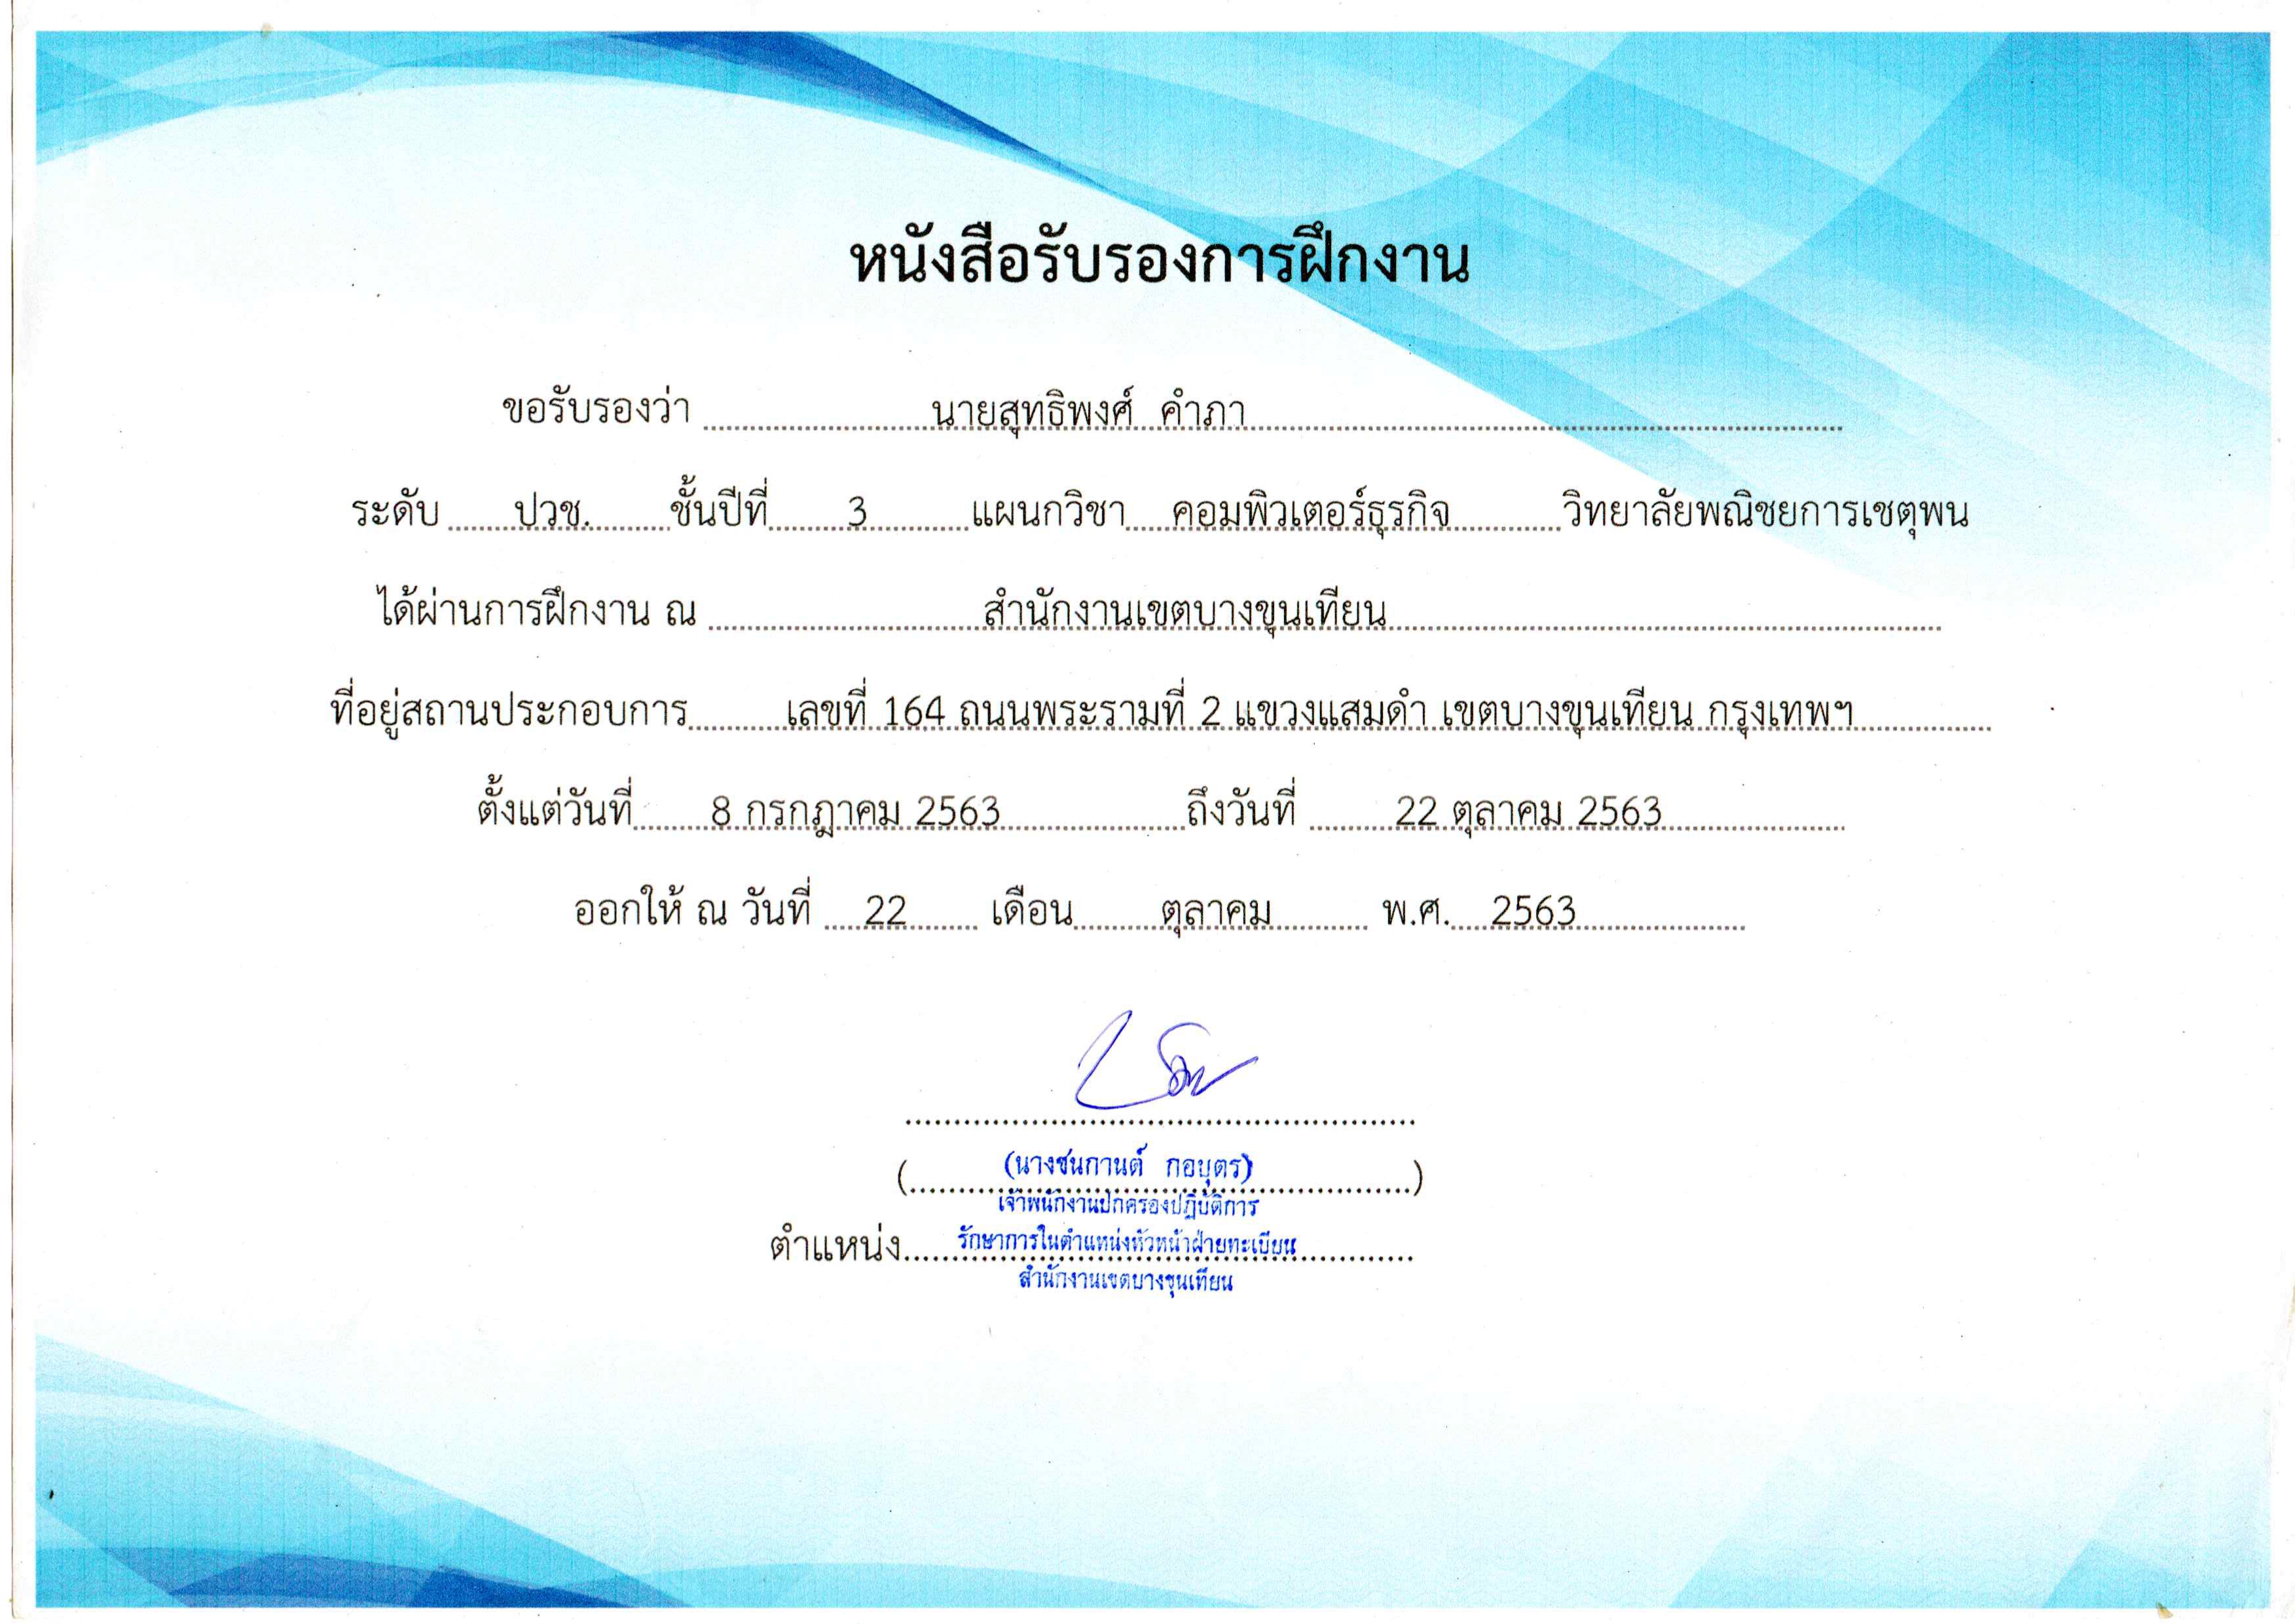 หนังสือรับรองการฝึกงาน
ขอรับรองว่า นายสุทธิพงศ์ คำภา
ระดับ ปวช. ชั้นปีที่ 3 แผนกวิชา คอมพิวเตอร์ธุรกิจ วิทยาลัยพณิชยการเชตุพน
ได้ผ่านการฝึกงาน ณ สำนักงานเขตบางขุนเทียน
ที่อยู่สถานประกอบการ เลขที่ 164 ถนนพระรามที่ 2 แขวงแสมดำ เขตบางขุนเทียน กรุงเทพฯ
ตั้งแต่วันที่ 8 กรกฎาคม 2563 ถึงวันที่ 22 ตุลาคม 2563
ออกให้ ณ วันที่ 22 เดือน ตุลาคม พ.ศ. 2563
(นางชนกานต์ กอบุตร)
เจ้าพนักงานปกครองปฏิบัติการ
ตำแหน่ง รักษาการในตำแหน่งหัวหน้าฝ่ายทะเบียน
สำนักงานเขตบางขุนเทียน